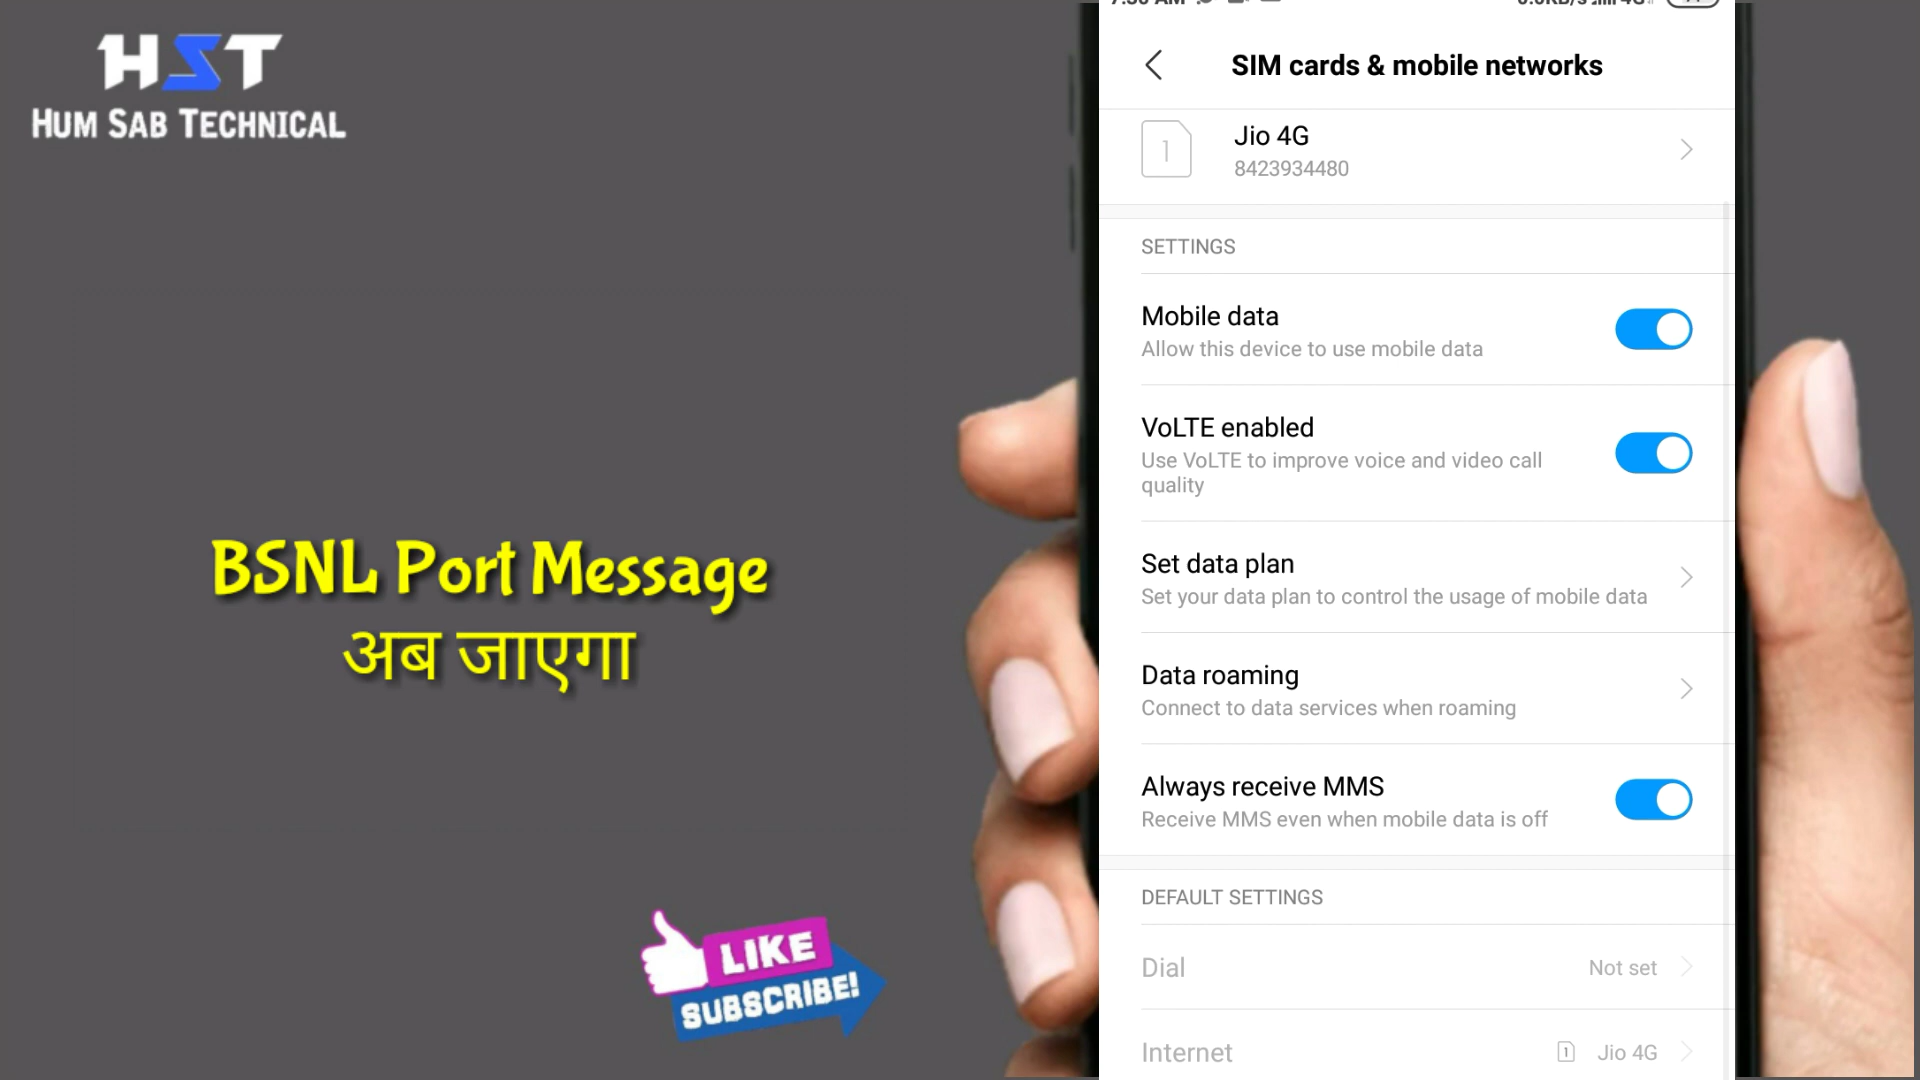 HST
HUM SAB TECHNICAL
BSNL Port Message
अब जाएगा
LIKE
SUBSCRIBE!
SIM cards & mobile networks
1
Jio 4G
8423934480
SETTINGS
Mobile data
Allow this device to use mobile data
VoLTE enabled
Use VoLTE to improve voice and video call
quality
Set data plan
Set your data plan to control the usage of mobile data
Data roaming
Connect to data services when roaming
Always receive MMS
Receive MMS even when mobile data is off
DEFAULT SETTINGS
Dial Not set
Internet 1 Jio 4G